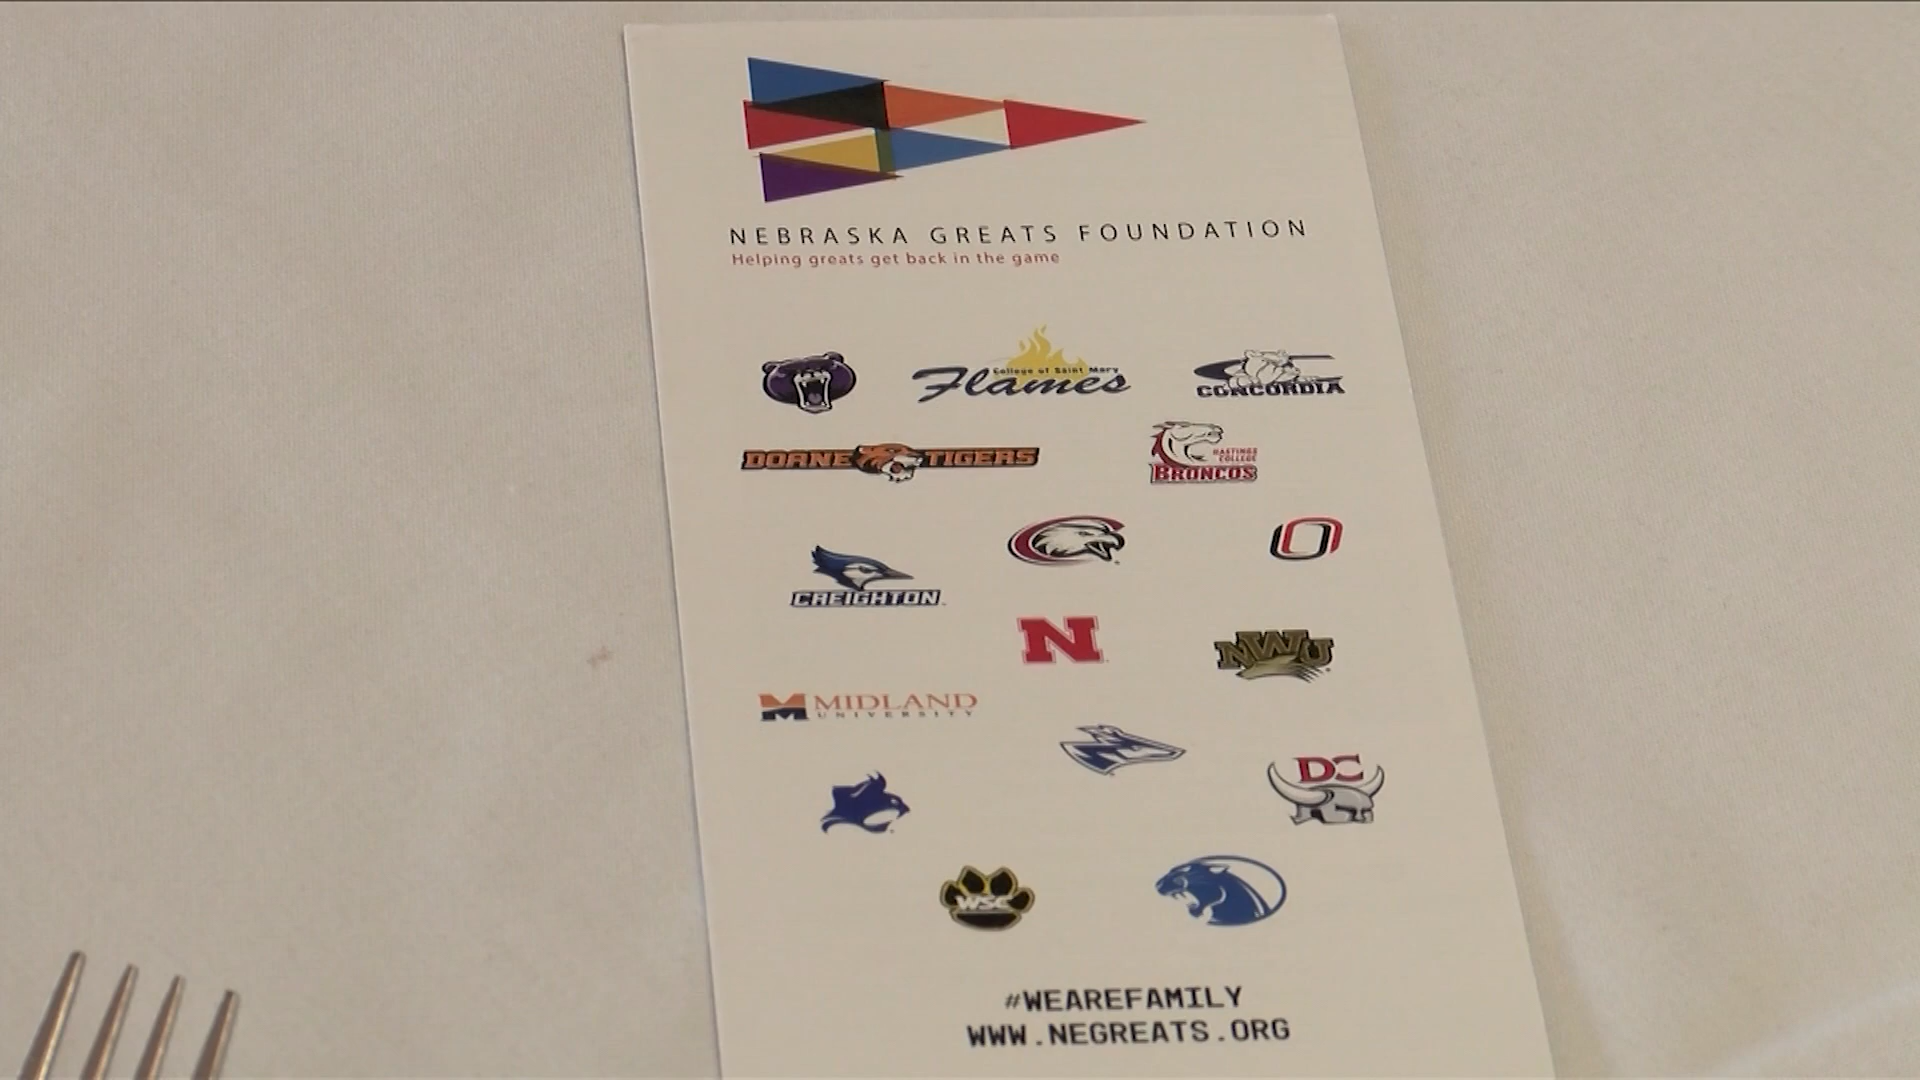 NEBRASKA GREATS FOUNDATION
Helping greats get back in the game
College of Saint Mary
Flames
CONCORDIA
DOANE TIGERS
HASTINGS
COLLEGE
BRONCOS
C
O
CREIGHTON
N
NWU
M MIDLAND
UNIVERSITY
N
DC
WSC
#WEAREFAMILY
WWW.NEGREATS.ORG